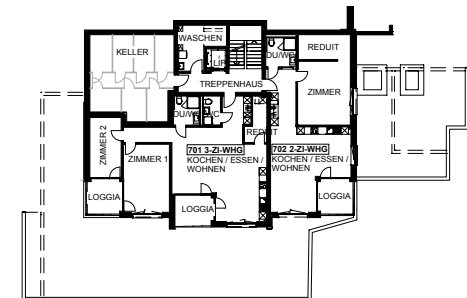 WASCHEN
LIFT
DU/WC
REDUIT
KELLER
TREPPENHAUS
ZIMMER
DU/WC
WC
REDUIT
ZIMMER 2
ZIMMER 1
701 3-ZI-WHG
KOCHEN / ESSEN /
WOHNEN
702 2-ZI-WHG
KOCHEN / ESSEN /
WOHNEN
LOGGIA
LOGGIA
LOGGIA